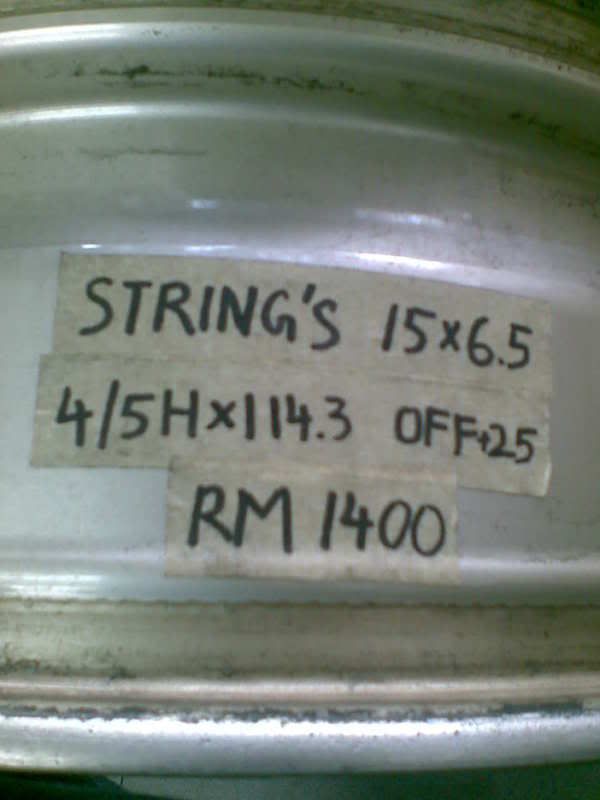 STRING'S 15x6.5
4/5Hx114.3 OFF+25
RM 1400